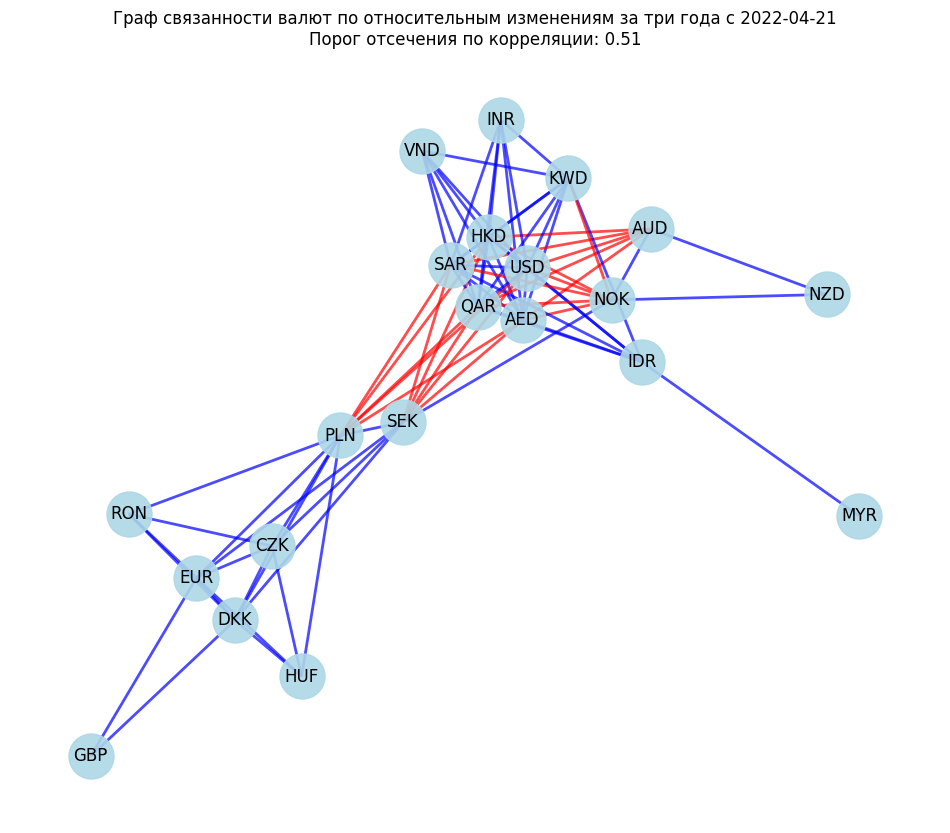 Граф связанности валют по относительным изменениям за три года с 2022-04-21
Порог отсечения по корреляции: 0.51
INR
VND
KWD
AUD
HKD
SAR
USD
NZD
QAR
NOK
AED
IDR
SEK
PLN
RON
MYR
CZK
EUR
DKK
HUF
GBP